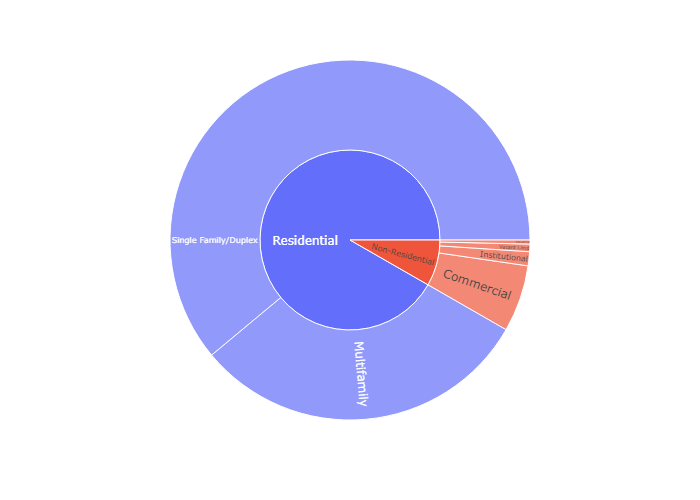 Single Family/Duplex
Residential
Non-Residential
Institutional
Commercial
Multifamily